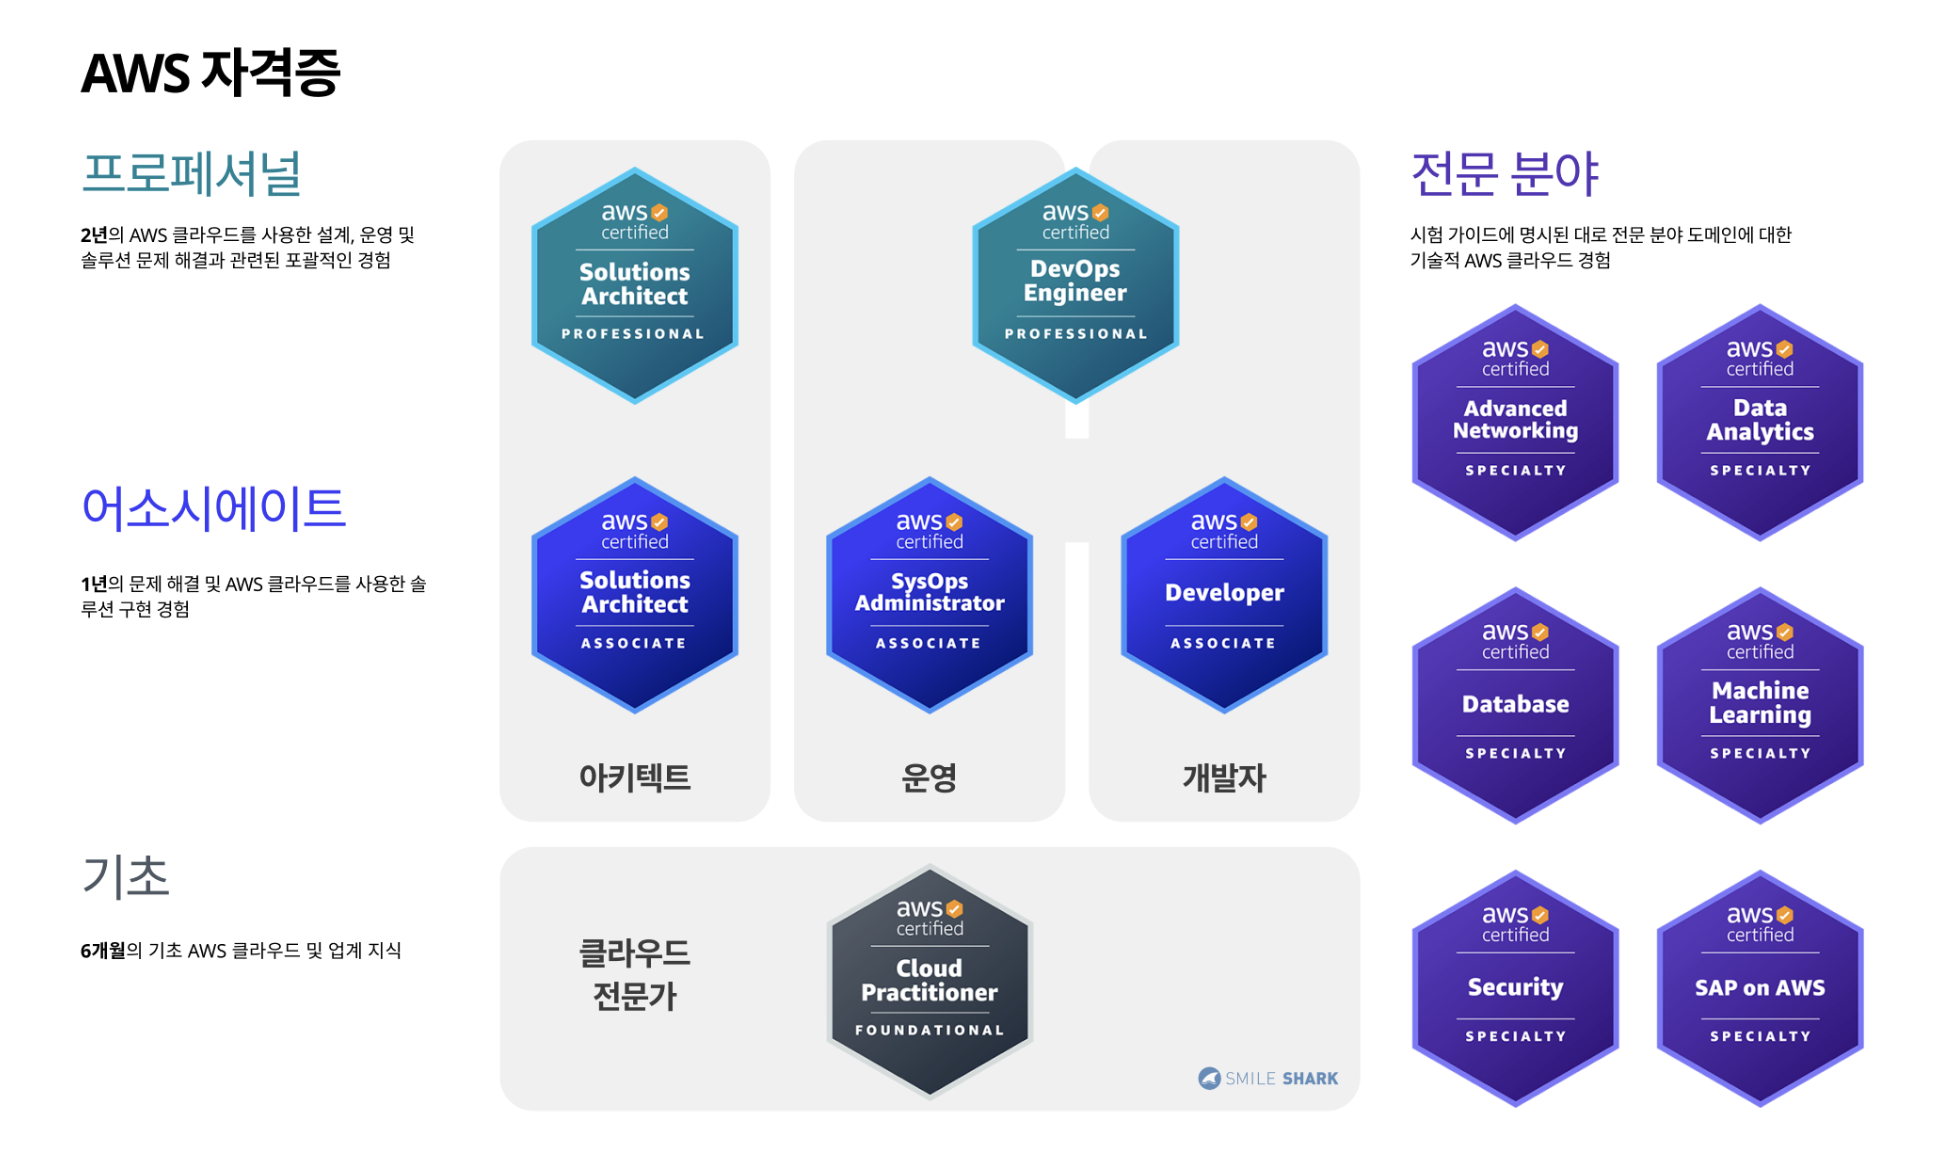 AWS 자격증
프로페셔널
2년의 AWS 클라우드를 사용한 설계, 운영 및
솔루션 문제 해결과 관련된 포괄적인 경험
aws
certified
Solutions
Architect
PROFESSIONAL
aws
certified
DevOps
Engineer
PROFESSIONAL
어소시에이트
1년의 문제 해결 및 AWS 클라우드를 사용한 솔
루션 구현 경험
aws
certified
Solutions
Architect
ASSOCIATE
aws
certified
SysOps
Administrator
ASSOCIATE
aws
certified
Developer
ASSOCIATE
아키텍트
운영
개발자
기초
6개월의 기초 AWS 클라우드 및 업계 지식
클라우드
전문가
aws
certified
Cloud
Practitioner
FOUNDATIONAL
SMILE SHARK
전문 분야
시험 가이드에 명시된 대로 전문 분야 도메인에 대한
기술적 AWS 클라우드 경험
aws
certified
Advanced
Networking
SPECIALTY
aws
certified
Data
Analytics
SPECIALTY
aws
certified
Database
SPECIALTY
aws
certified
Machine
Learning
SPECIALTY
aws
certified
Security
SPECIALTY
aws
certified
SAP on AWS
SPECIALTY